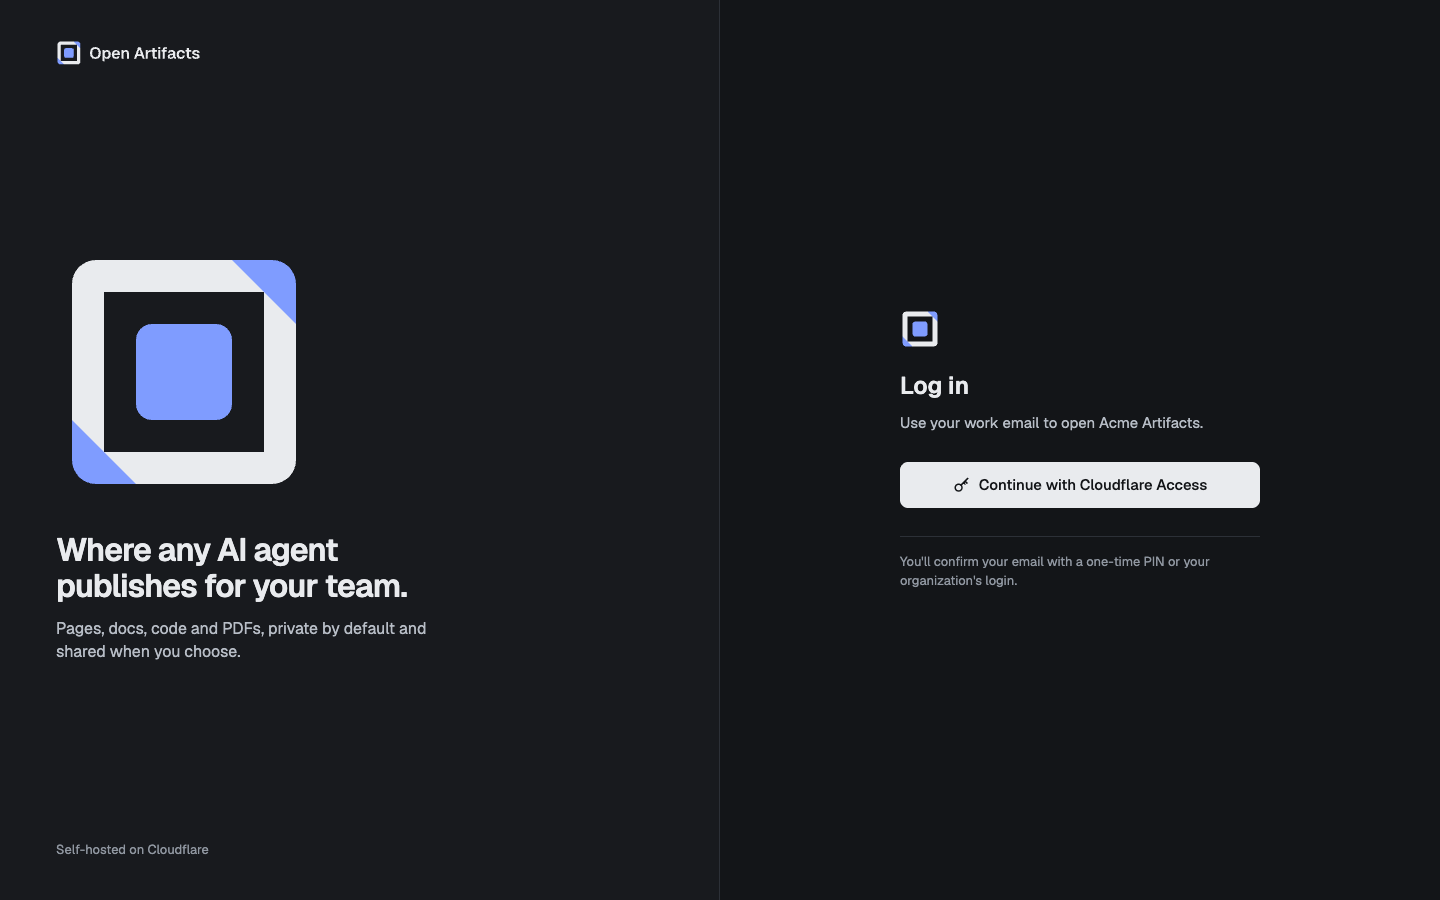 Open Artifacts
Where any AI agent
publishes for your team.
Pages, docs, code and PDFs, private by default and
shared when you choose.
Self-hosted on Cloudflare
Log in
Use your work email to open Acme Artifacts.
Continue with Cloudflare Access
You'll confirm your email with a one-time PIN or your
organization's login.